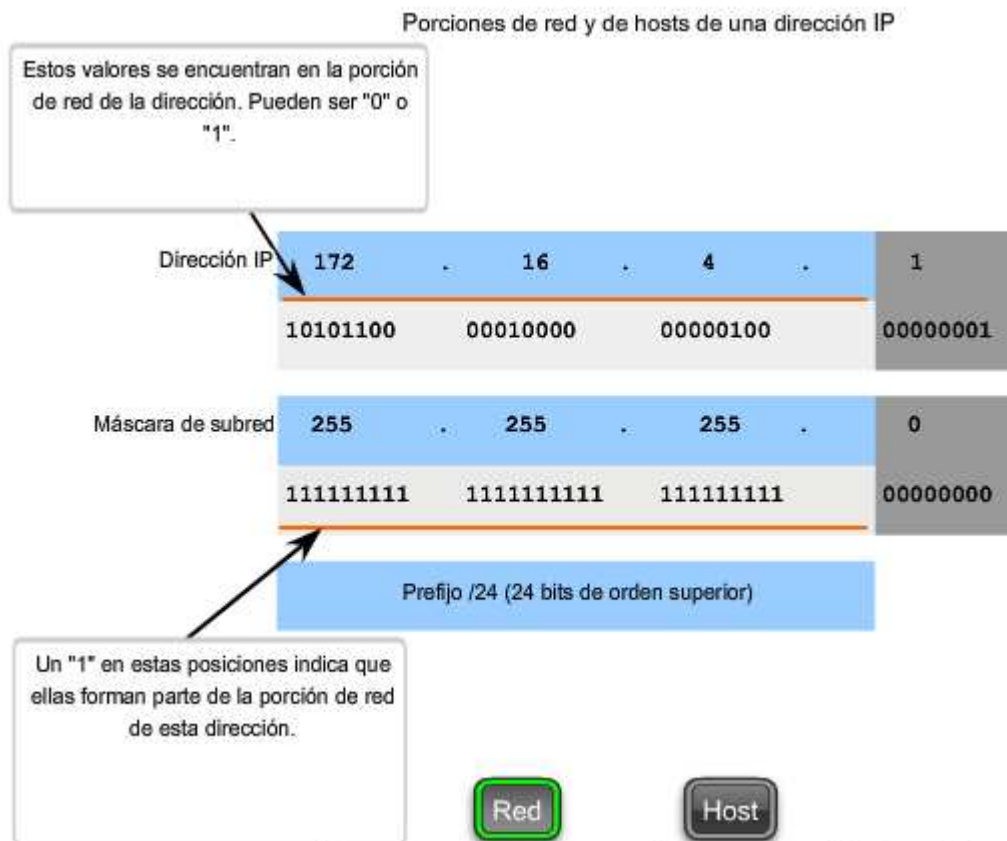 Porciones de red y de hosts de una dirección IP
Estos valores se encuentran en la porción
de red de la dirección. Pueden ser "0" o
"1".
Dirección IP 172 . 16 . 4 . 1
10101100 00010000 00000100 00000001
Máscara de subred 255 . 255 . 255 . 0
111111111 1111111111 111111111 00000000
Prefijo /24 (24 bits de orden superior)
Un "1" en estas posiciones indica que
ellas forman parte de la porción de red
de esta dirección.
Red Host